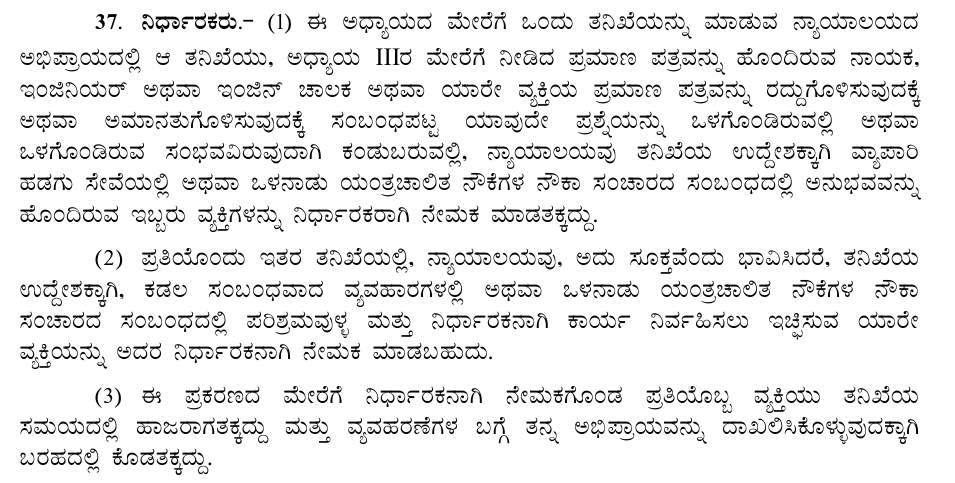 37. ನಿರ್ಧಾರಕರು.– (1) ಈ ಅಧ್ಯಾಯದ ಮೇರೆಗೆ ಒಂದು ತನಿಖೆಯನ್ನು ಮಾಡುವ ನ್ಯಾಯಾಲಯದ
ಅಭಿಪ್ರಾಯದಲ್ಲಿ ಆ ತನಿಖೆಯು, ಅಧ್ಯಾಯ IIIರ ಮೇರೆಗೆ ನೀಡಿದ ಪ್ರಮಾಣ ಪತ್ರವನ್ನು ಹೊಂದಿರುವ ನಾಯಕ,
ಇಂಜಿನಿಯರ್ ಅಥವಾ ಇಂಜಿನ್ ಚಾಲಕ ಅಥವಾ ಯಾರೇ ವ್ಯಕ್ತಿಯ ಪ್ರಮಾಣ ಪತ್ರವನ್ನು ರದ್ದುಗೊಳಿಸುವುದಕ್ಕೆ
ಅಥವಾ ಅಮಾನತುಗೊಳಿಸುವುದಕ್ಕೆ ಸಂಬಂಧಪಟ್ಟ ಯಾವುದೇ ಪ್ರಶ್ನೆಯನ್ನು ಒಳಗೊಂಡಿರುವಲ್ಲಿ ಅಥವಾ
ಒಳಗೊಂಡಿರುವ ಸಂಭವವಿರುವುದಾಗಿ ಕಂಡುಬರುವಲ್ಲಿ, ನ್ಯಾಯಾಲಯವು ತನಿಖೆಯ ಉದ್ದೇಶಕ್ಕಾಗಿ ವ್ಯಾಪಾರಿ
ಹಡಗು ಸೇವೆಯಲ್ಲಿ ಅಥವಾ ಒಳನಾಡು ಯಂತ್ರಚಾಲಿತ ನೌಕೆಗಳ ನೌಕಾ ಸಂಚಾರದ ಸಂಬಂಧದಲ್ಲಿ ಅನುಭವವನ್ನು
ಹೊಂದಿರುವ ಇಬ್ಬರು ವ್ಯಕ್ತಿಗಳನ್ನು ನಿರ್ಧಾರಕರಾಗಿ ನೇಮಕ ಮಾಡತಕ್ಕದ್ದು.
(2) ಪ್ರತಿಯೊಂದು ಇತರ ತನಿಖೆಯಲ್ಲಿ, ನ್ಯಾಯಾಲಯವು, ಅದು ಸೂಕ್ತವೆಂದು ಭಾವಿಸಿದರೆ, ತನಿಖೆಯ
ಉದ್ದೇಶಕ್ಕಾಗಿ, ಕಡಲ ಸಂಬಂಧವಾದ ವ್ಯವಹಾರಗಳಲ್ಲಿ ಅಥವಾ ಒಳನಾಡು ಯಂತ್ರಚಾಲಿತ ನೌಕೆಗಳ ನೌಕಾ
ಸಂಚಾರದ ಸಂಬಂಧದಲ್ಲಿ ಪರಿಶ್ರಮವುಳ್ಳ ಮತ್ತು ನಿರ್ಧಾರಕನಾಗಿ ಕಾರ್ಯ ನಿರ್ವಹಿಸಲು ಇಚ್ಛಿಸುವ ಯಾರೇ
ವ್ಯಕ್ತಿಯನ್ನು ಅದರ ನಿರ್ಧಾರಕನಾಗಿ ನೇಮಕ ಮಾಡಬಹುದು.
(3) ಈ ಪ್ರಕರಣದ ಮೇರೆಗೆ ನಿರ್ಧಾರಕನಾಗಿ ನೇಮಕಗೊಂಡ ಪ್ರತಿಯೊಬ್ಬ ವ್ಯಕ್ತಿಯು ತನಿಖೆಯ
ಸಮಯದಲ್ಲಿ ಹಾಜರಾಗತಕ್ಕದ್ದು ಮತ್ತು ವ್ಯವಹರಣೆಗಳ ಬಗ್ಗೆ ತನ್ನ ಅಭಿಪ್ರಾಯವನ್ನು ದಾಖಲಿಸಿಕೊಳ್ಳುವುದಕ್ಕಾಗಿ
ಬರಹದಲ್ಲಿ ಕೊಡತಕ್ಕದ್ದು.